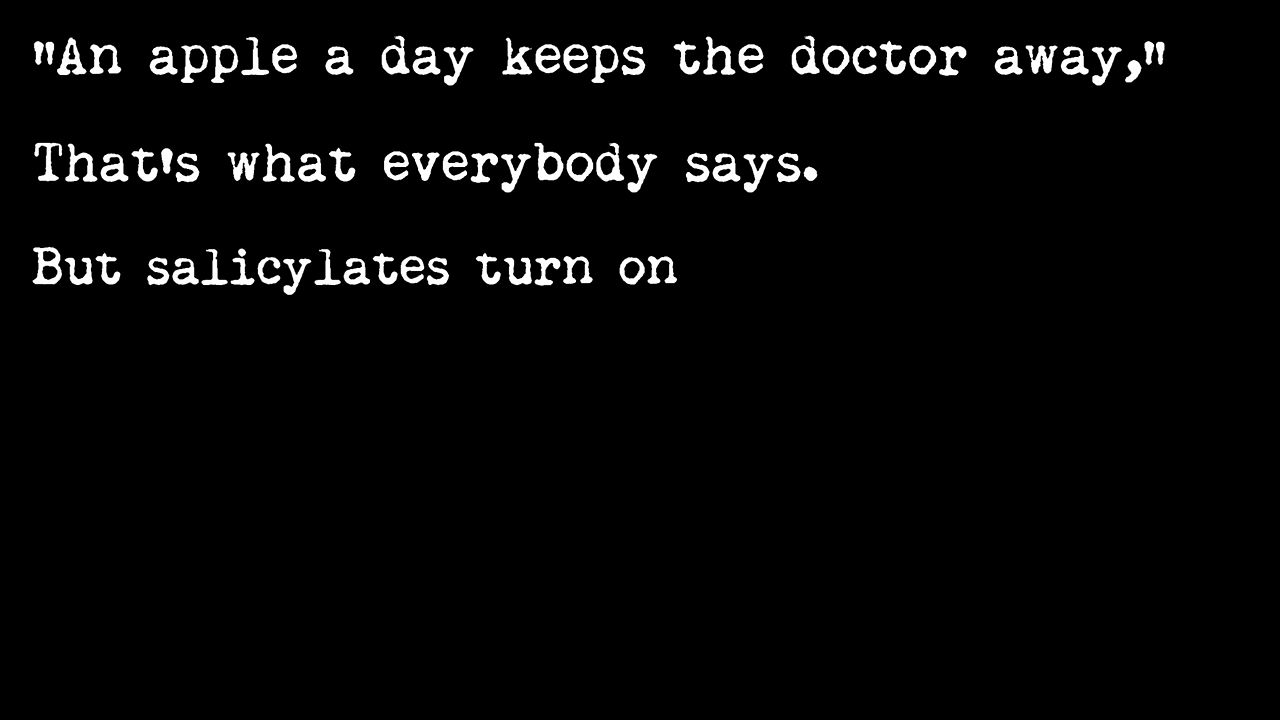 "An apple a day keeps the doctor away,"
That's what everybody says.
But salicylates turn on